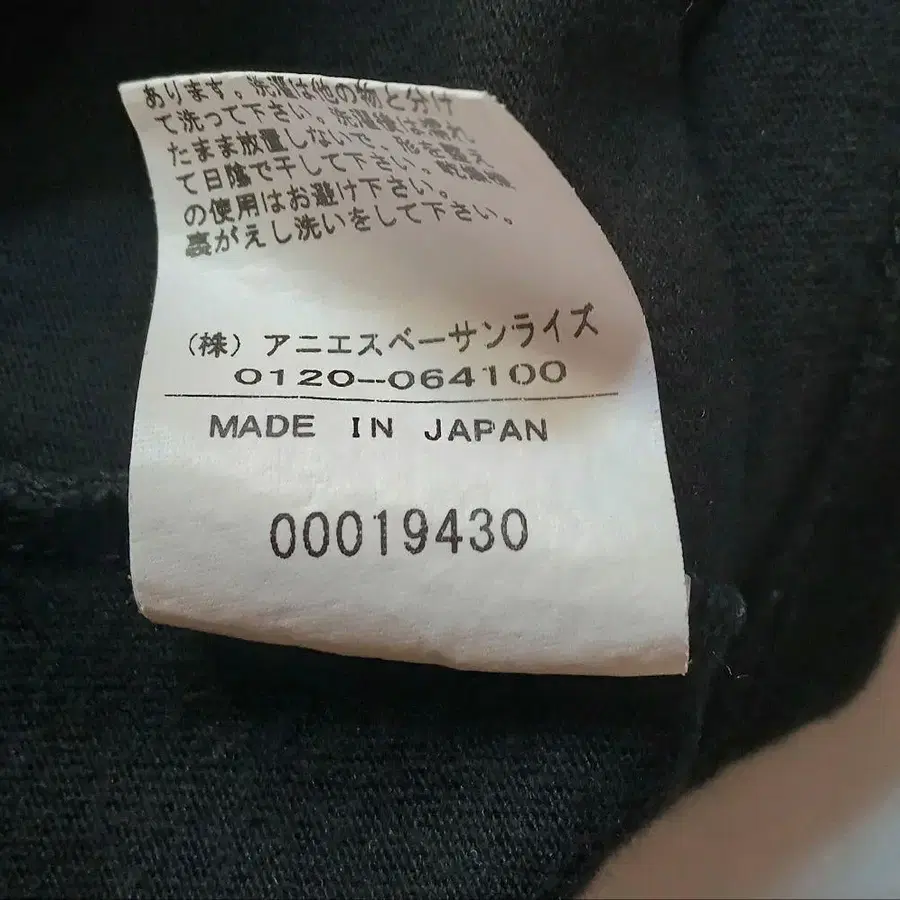 あります。洗濯は他の物と分け
て洗って下さい。洗濯後は濡れ
たまま放置しないで、形を整え
て日陰で干して下さい。乾燥機
の使用はお避け下さい。
裏がえし洗いをして下さい。
(株) アニエスベーサンライズ
0120-064100
MADE IN JAPAN
00019430